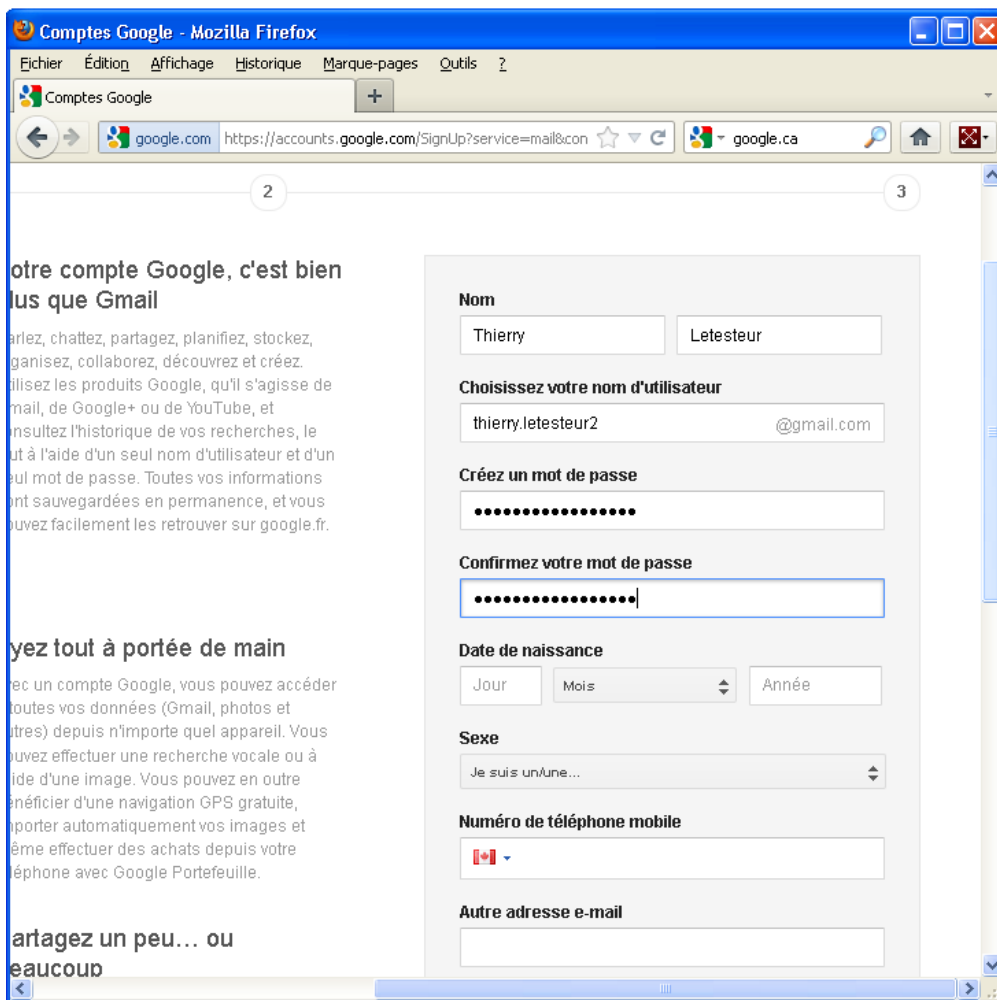 Comptes Google - Mozilla Firefox
Fichier Édition Affichage Historique Marque-pages Outils ?
Comptes Google
google.com https://accounts.google.com/SignUp?service=mail&con google.ca
2 3
otre compte Google, c'est bien
lus que Gmail
arlez, chattez, partagez, planifiez, stockez,
ganisez, collaborez, découvrez et créez.
tilisez les produits Google, qu'il s'agisse de
mail, de Google+ ou de YouTube, et
onsultez l'historique de vos recherches, le
ut à l'aide d'un seul nom d'utilisateur et d'un
eul mot de passe. Toutes vos informations
ont sauvegardées en permanence, et vous
ouvez facilement les retrouver sur google.fr.
yez tout à portée de main
vec un compte Google, vous pouvez accéder
toutes vos données (Gmail, photos et
utres) depuis n'importe quel appareil. Vous
ouvez effectuer une recherche vocale ou à
ide d'une image. Vous pouvez en outre
énéficier d'une navigation GPS gratuite,
nporter automatiquement vos images et
ême effectuer des achats depuis votre
léphone avec Google Portefeuille.
artagez un peu… ou
eaucoup
Nom
Thierry Letesteur
Choisissez votre nom d'utilisateur
thierry.letesteur2 @gmail.com
Créez un mot de passe
•••••••••••••••••
Confirmez votre mot de passe
•••••••••••••••••
Date de naissance
Jour Mois Année
Sexe
Je suis un/une...
Numéro de téléphone mobile
Autre adresse e-mail